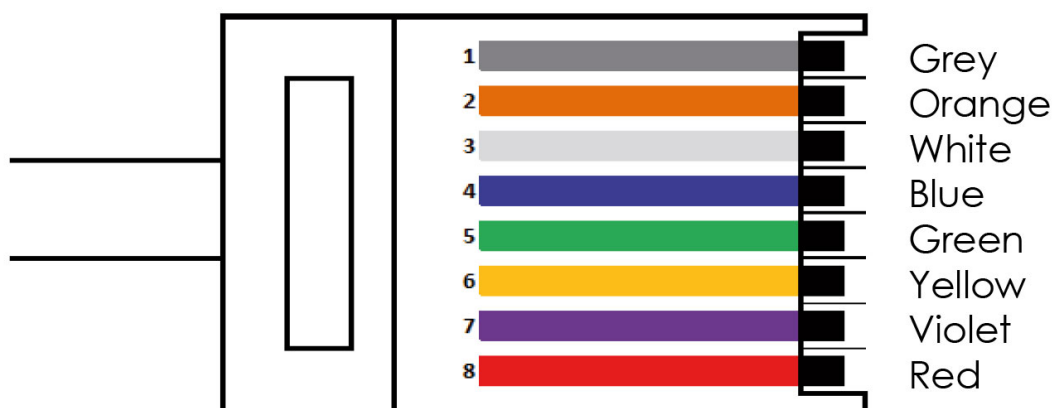 1 Grey
2 Orange
3 White
4 Blue
5 Green
6 Yellow
7 Violet
8 Red